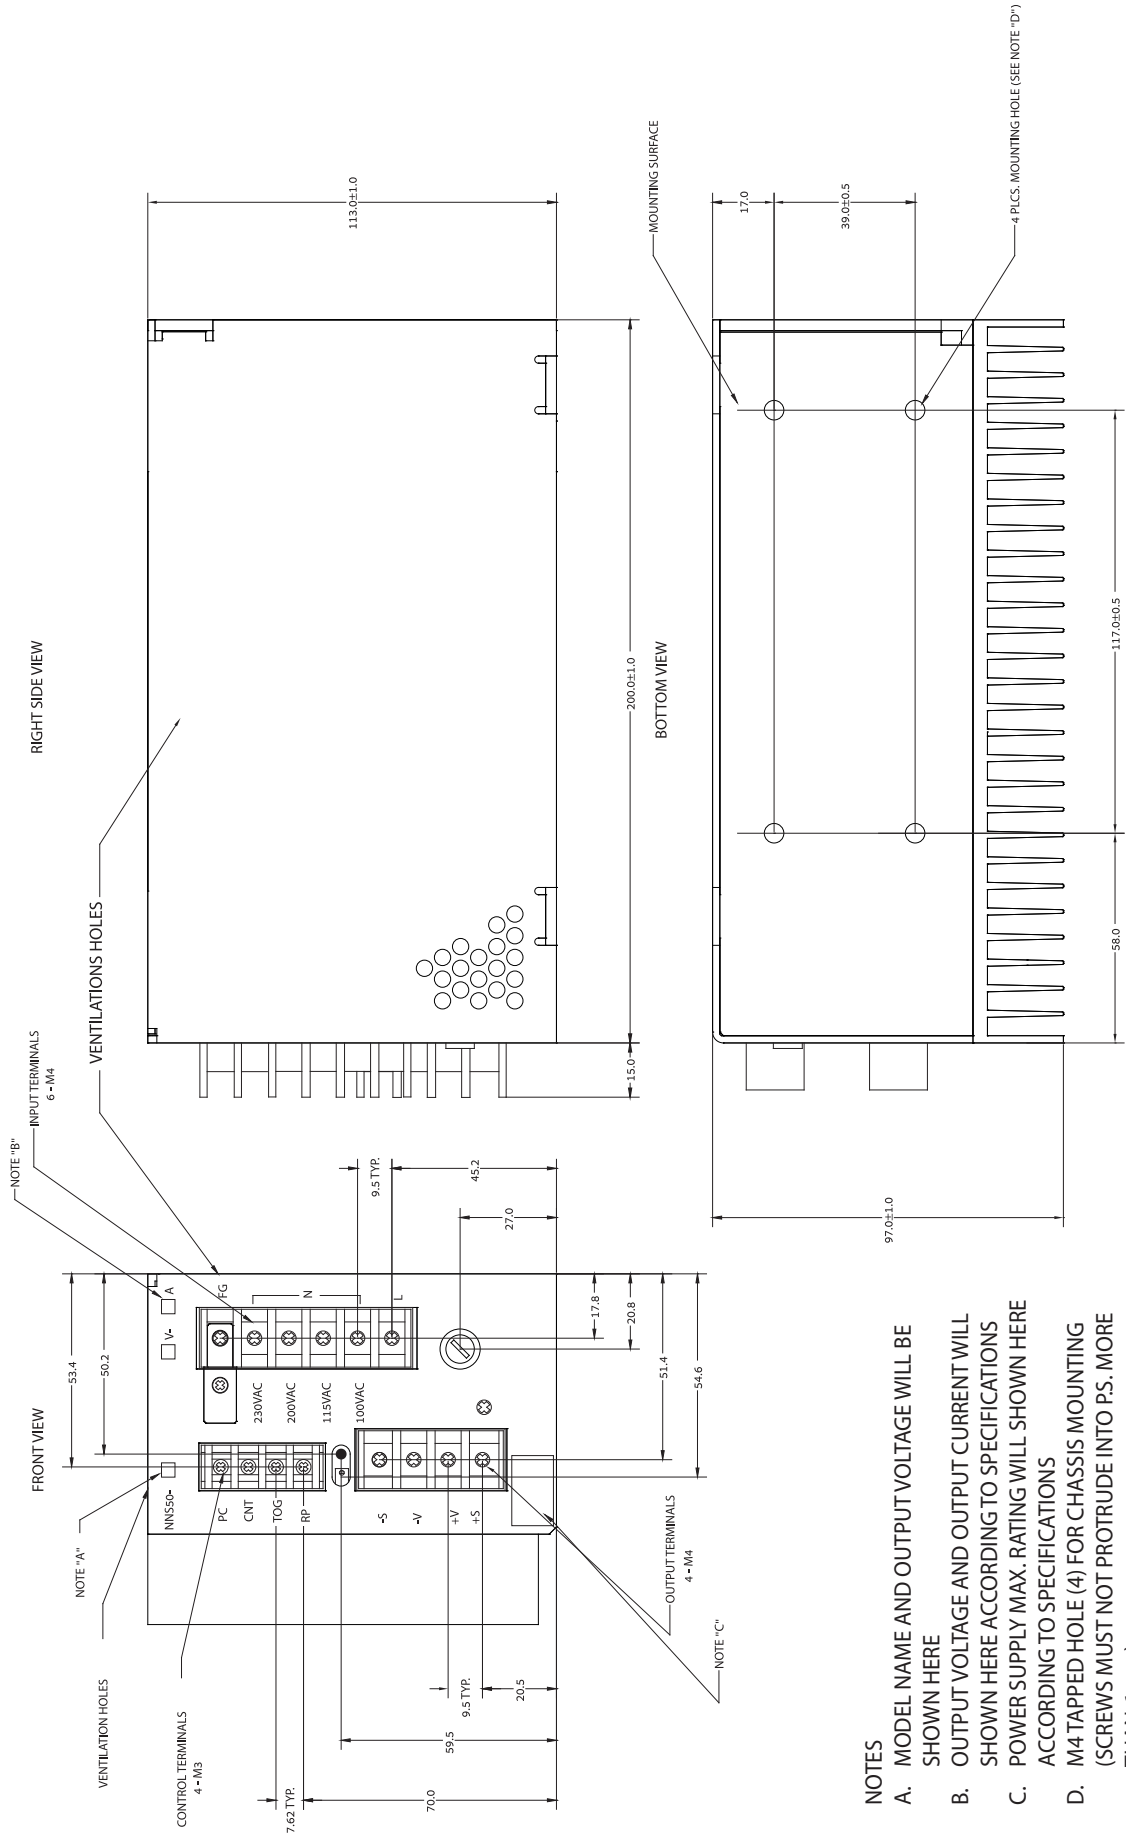 RIGHT SIDE VIEW
113.0±1.0
VENTILATIONS HOLES
200.0±1.0
15.0
NOTE "B"
INPUT TERMINALS
6 - M4
FRONT VIEW
53.4
50.2
NOTE "A"
VENTILATION HOLES
CONTROL TERMINALS
4 - M3
NNS50-
V-
A
FG
N
L
230VAC
200VAC
115VAC
100VAC
PC
CNT
TOG
RP
-S
-V
+V
+S
9.5 TYP.
45.2
27.0
17.8
20.8
51.4
54.6
OUTPUT TERMINALS
4 - M4
NOTE "C"
9.5 TYP.
20.5
59.5
7.62 TYP.
70.0
BOTTOM VIEW
MOUNTING SURFACE
17.0
39.0±0.5
4 PLCS. MOUNTING HOLE (SEE NOTE "D")
117.0±0.5
58.0
97.0±1.0
NOTES
A. MODEL NAME AND OUTPUT VOLTAGE WILL BE
SHOWN HERE
B. OUTPUT VOLTAGE AND OUTPUT CURRENT WILL
SHOWN HERE ACCORDING TO SPECIFICATIONS
C. POWER SUPPLY MAX. RATING WILL SHOWN HERE
ACCORDING TO SPECIFICATIONS
D. M4 TAPPED HOLE (4) FOR CHASSIS MOUNTING
(SCREWS MUST NOT PROTRUDE INTO P.S. MORE